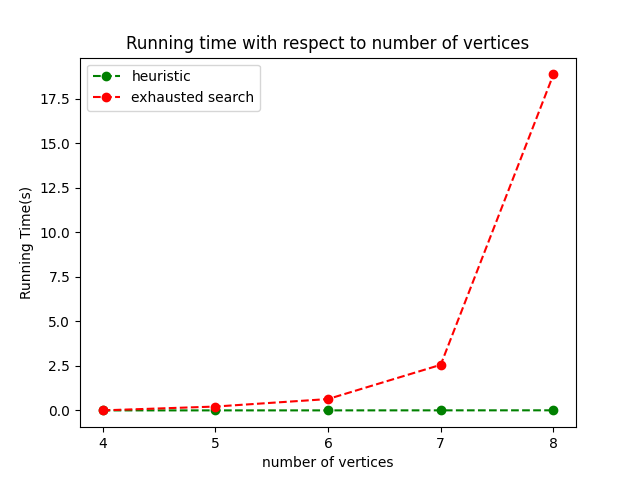 Running time with respect to number of vertices
heuristic
exhausted search
17.5
15.0
12.5
10.0
7.5
5.0
2.5
0.0
Running Time(s)
4 5 6 7 8
number of vertices